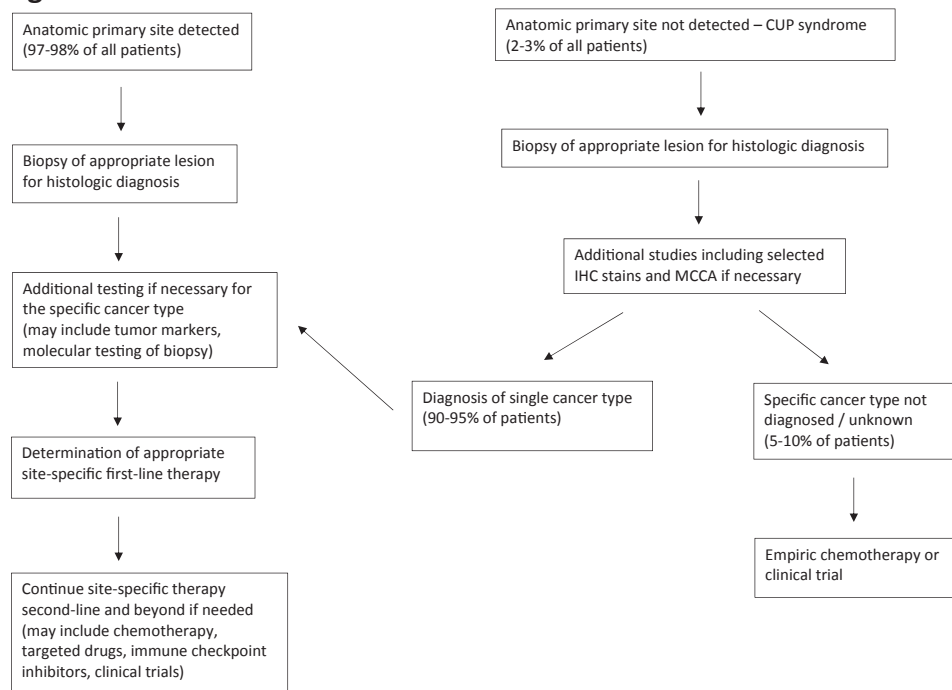 Anatomic primary site detected
(97-98% of all patients)
Biopsy of appropriate lesion
for histologic diagnosis
Additional testing if necessary for
the specific cancer type
(may include tumor markers,
molecular testing of biopsy)
Determination of appropriate
site-specific first-line therapy
Continue site-specific therapy
second-line and beyond if needed
(may include chemotherapy,
targeted drugs, immune checkpoint
inhibitors, clinical trials)
Anatomic primary site not detected – CUP syndrome
(2-3% of all patients)
Biopsy of appropriate lesion for histologic diagnosis
Additional studies including selected
IHC stains and MCCA if necessary
Diagnosis of single cancer type
(90-95% of patients)
Specific cancer type not
diagnosed / unknown
(5-10% of patients)
Empiric chemotherapy or
clinical trial